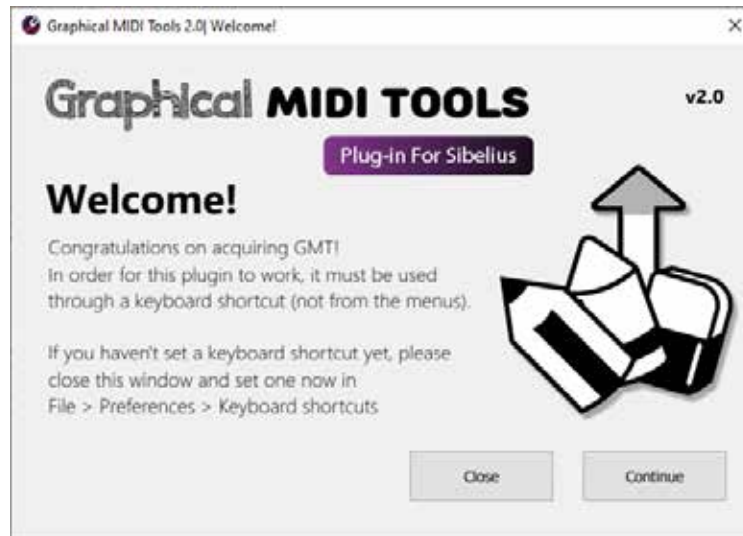 Graphical MIDI Tools 2.0| Welcome!
Graphical MIDI TOOLS
v2.0
Plug-in For Sibelius
Welcome!
Congratulations on acquiring GMT!
In order for this plugin to work, it must be used
through a keyboard shortcut (not from the menus).
If you haven't set a keyboard shortcut yet, please
close this window and set one now in
File > Preferences > Keyboard shortcuts
Close
Continue